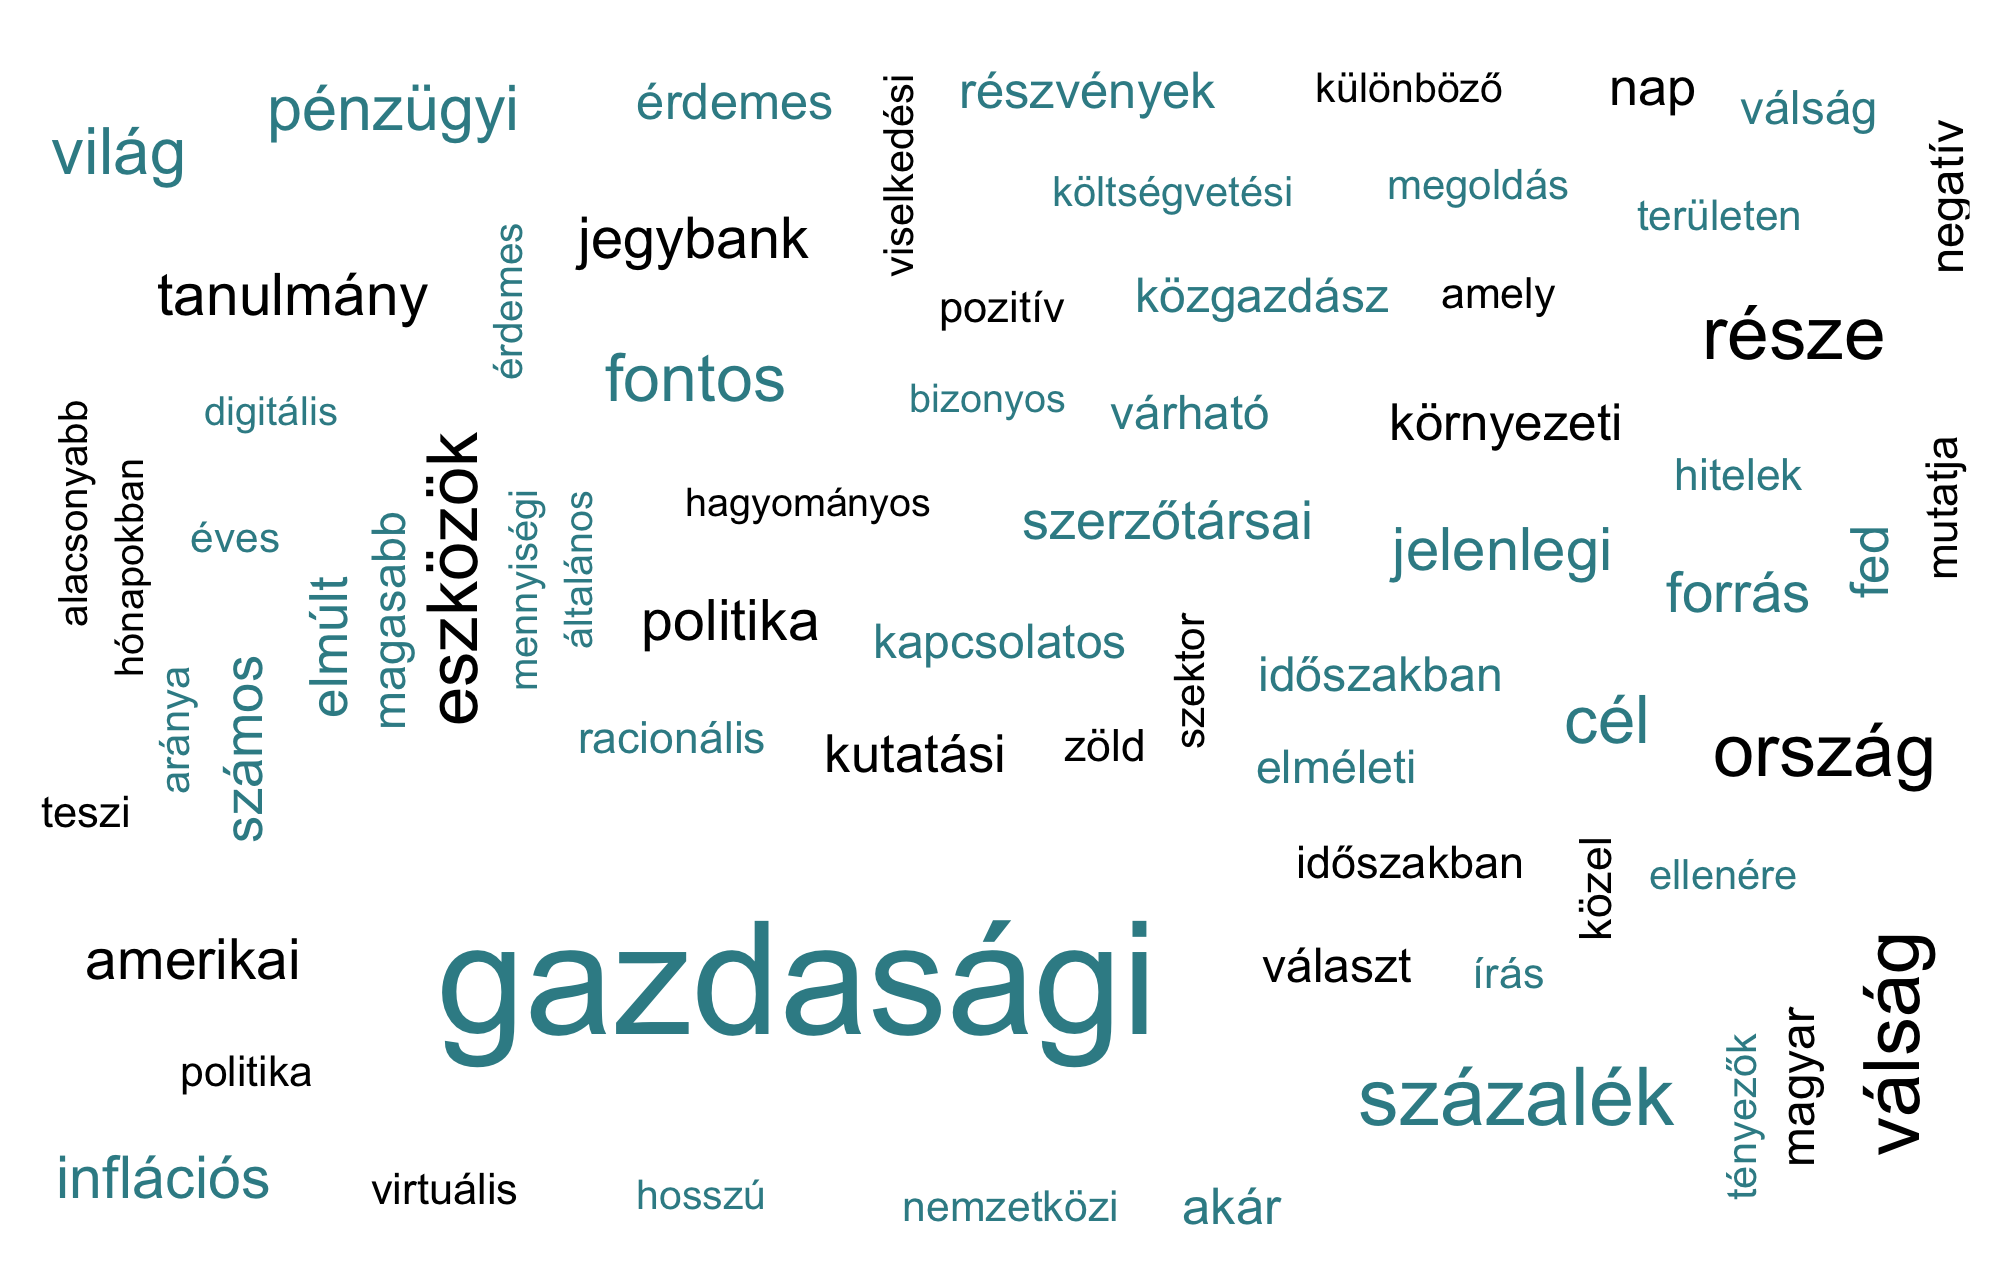 pénzügyi
érdemes
viselkedési
részvények
különböző
nap
válság
világ
negatív
költségvetési
megoldás
területen
jegybank
érdemes
tanulmány
pozitív
közgazdász
amely
része
fontos
digitális
bizonyos
várható
környezeti
alacsonyabb
hónapokban
éves
elmúlt
magasabb
eszközök
mennyiségi
általános
hagyományos
szerzőtársai
jelenlegi
hitelek
mutatja
fed
forrás
politika
kapcsolatos
szektor
időszakban
aránya
számos
racionális
kutatási
zöld
elméleti
cél
ország
teszi
időszakban
közel
ellenére
amerikai
gazdasági
választ
írás
válság
politika
százalék
tényezők
magyar
inflációs
virtuális
hosszú
nemzetközi
akár